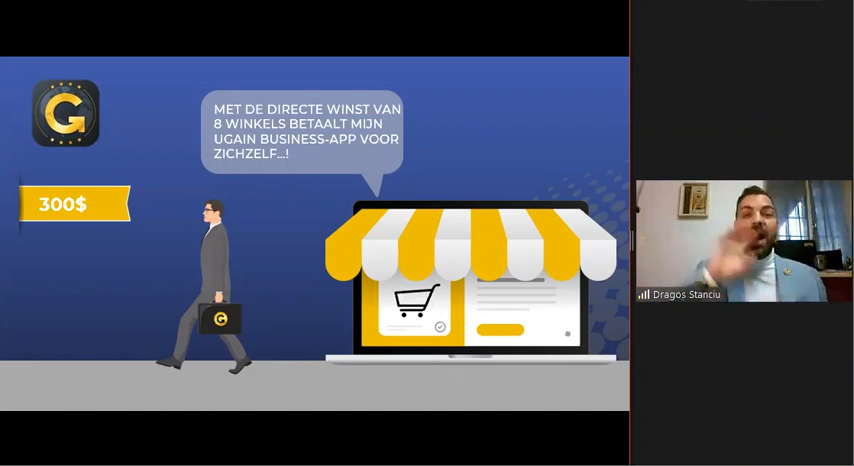 G
MET DE DIRECTE WINST VAN
8 WINKELS BETAALT MIJN
UGAIN BUSINESS-APP VOOR
ZICHZELF...!
300$
G
Dragos Stanciu